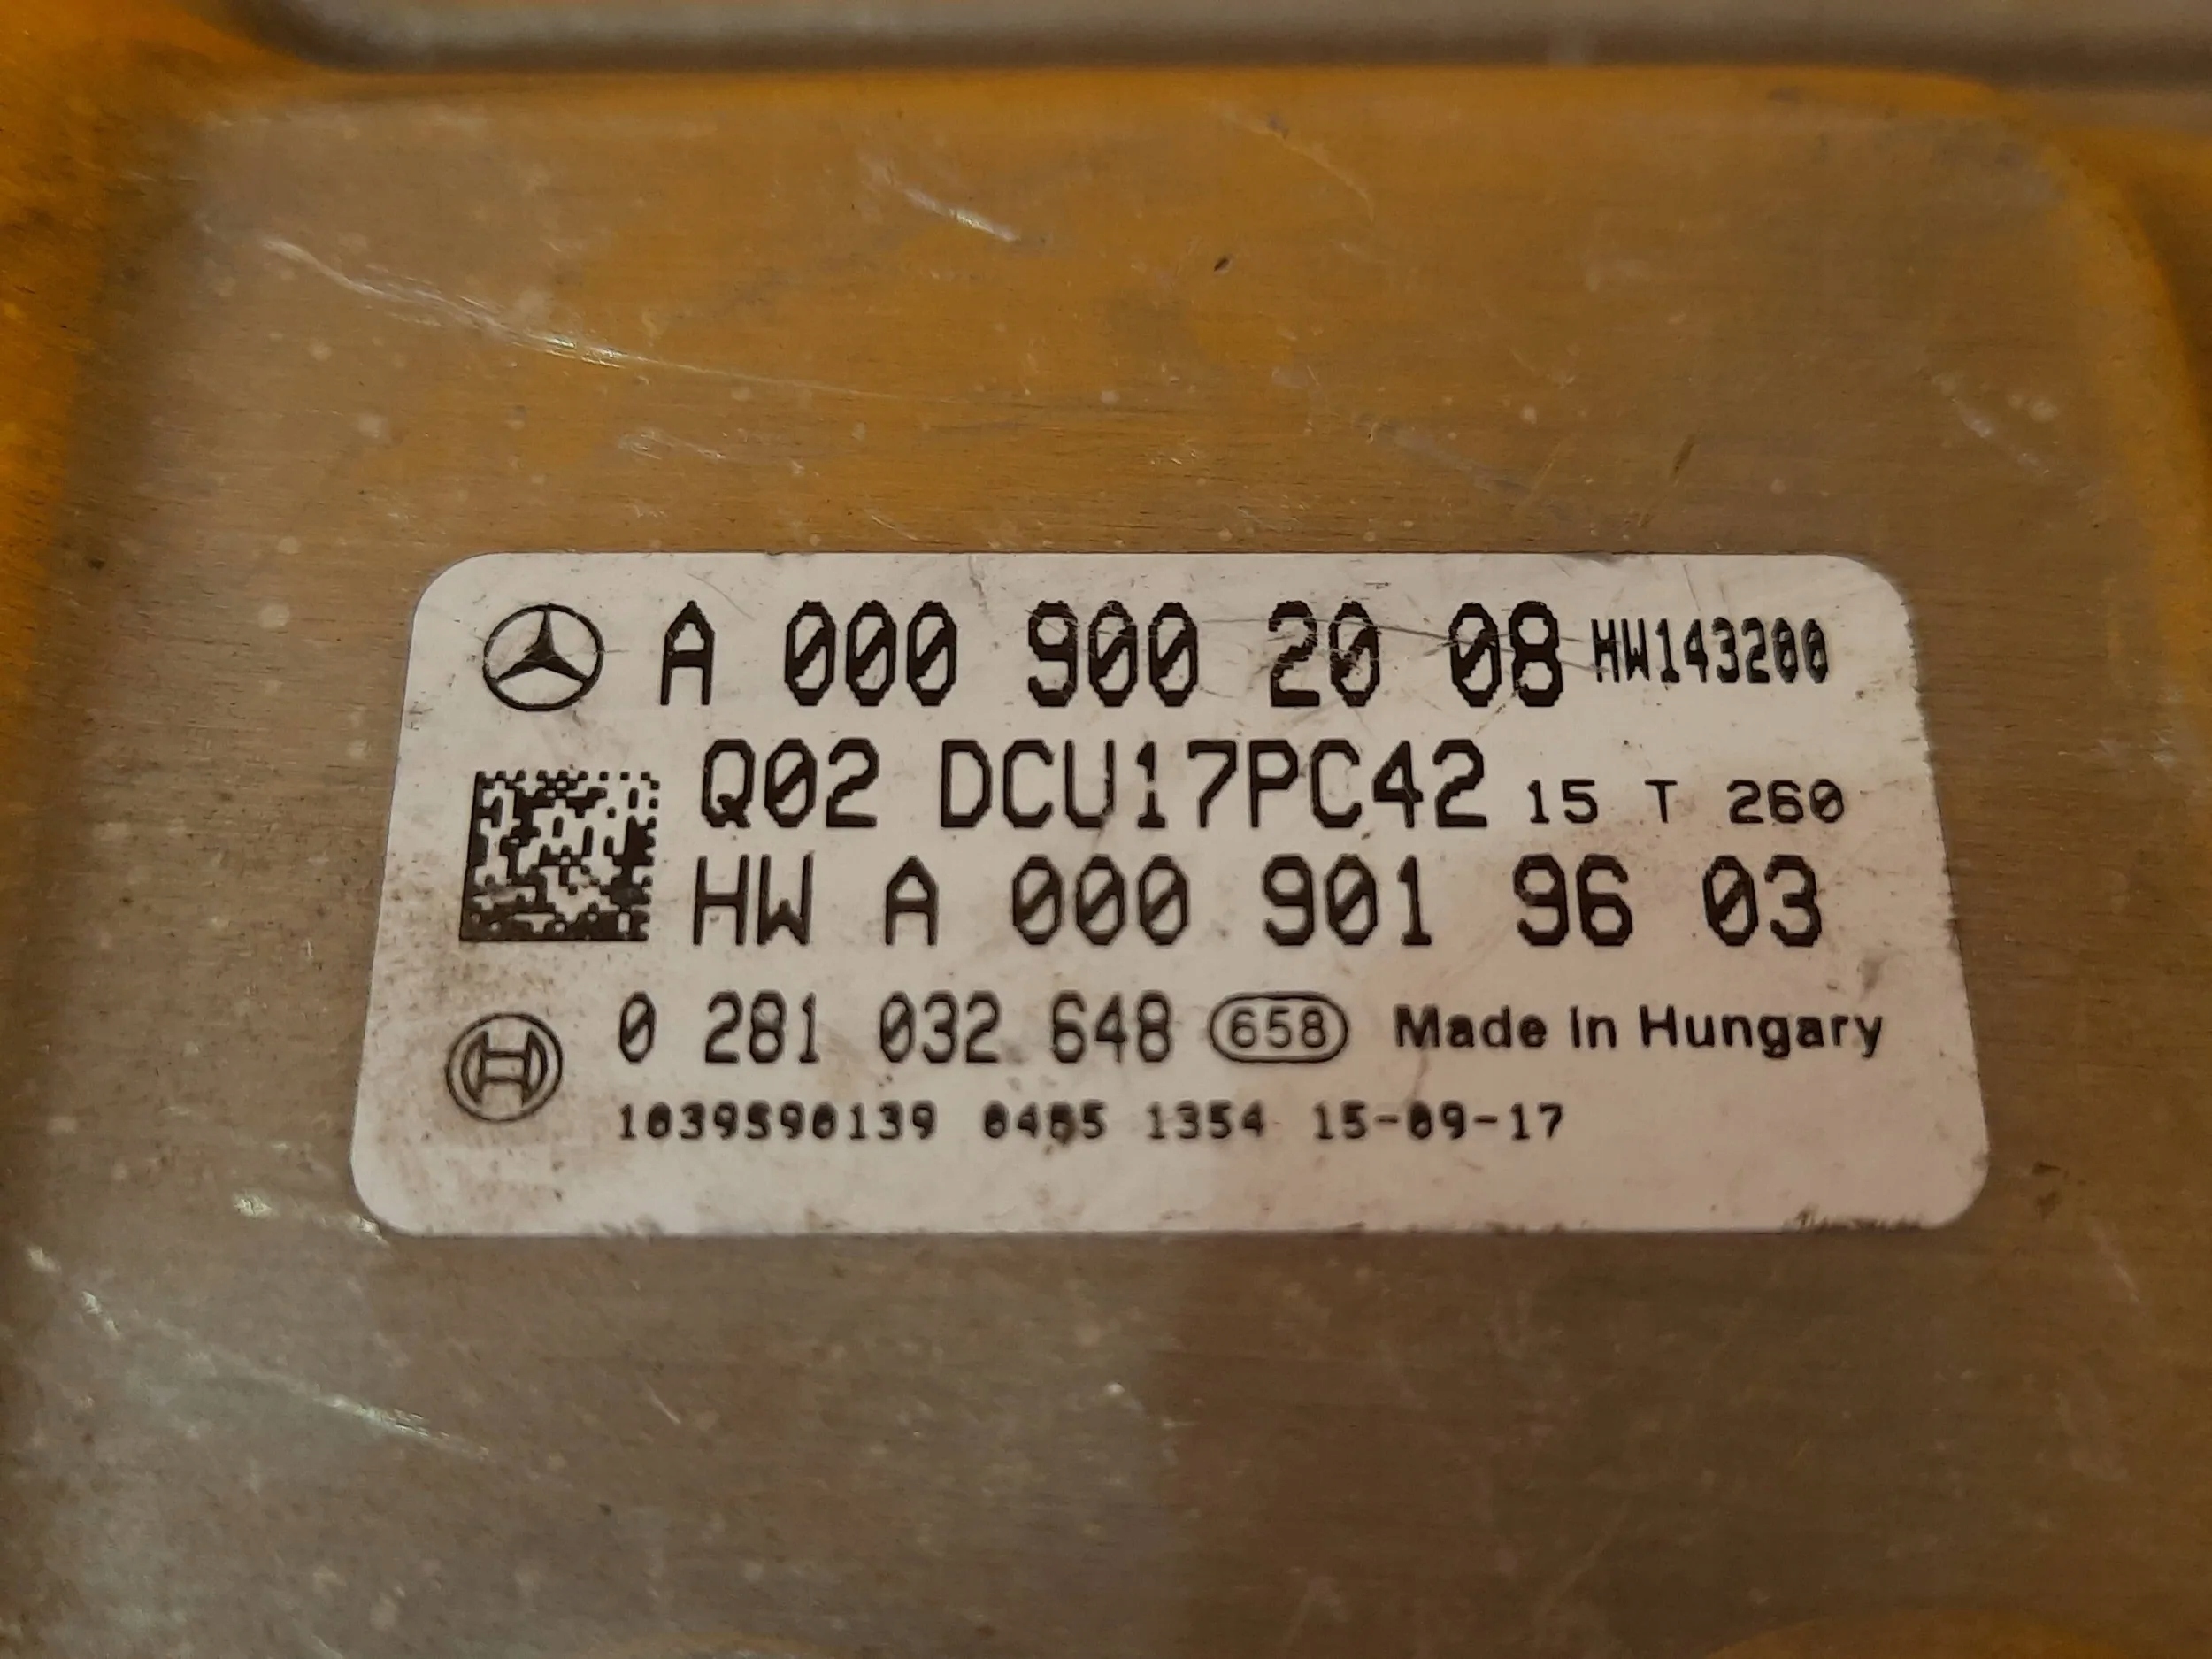 A 000 900 20 08 HW143200
Q02 DCU17PC42 15 T 260
HW A 000 901 96 03
0 281 032 648 658 Made in Hungary
1039S90139 0485 1354 15-09-17